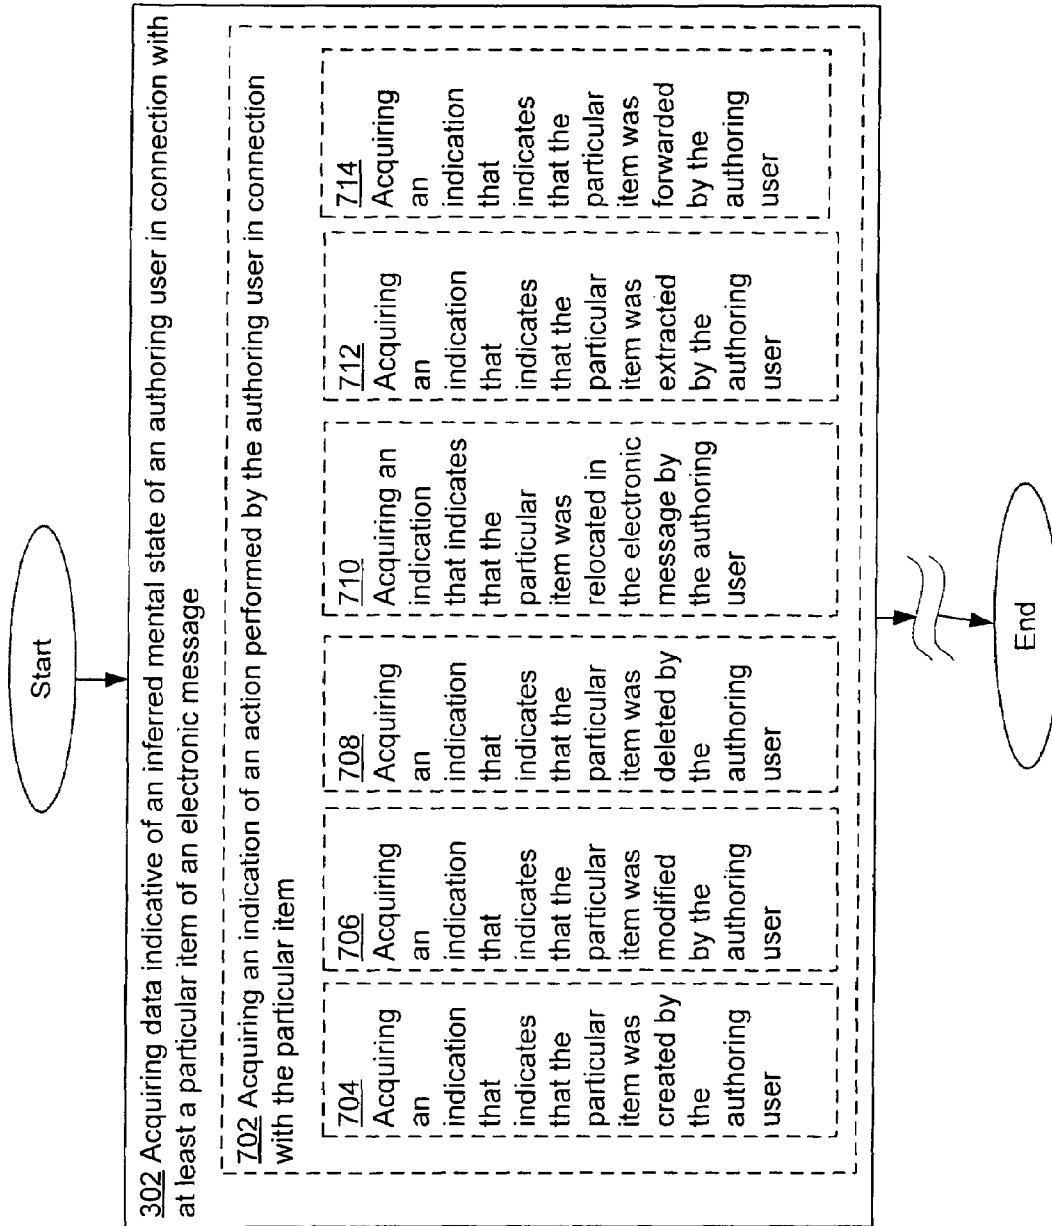 Start
302 Acquiring data indicative of an inferred mental state of an authoring user in connection with
at least a particular item of an electronic message
702 Acquiring an indication of an action performed by the authoring user in connection
with the particular item
704
Acquiring
an
indication
that
indicates
that the
particular
item was
created by
the
authoring
user
706
Acquiring
an
indication
that
indicates
that the
particular
item was
modified
by the
authoring
user
708
Acquiring
an
indication
that
indicates
that the
particular
item was
deleted by
the
authoring
user
710
Acquiring an
indication
that indicates
that the
particular
item was
relocated in
the electronic
message by
the authoring
user
712
Acquiring
an
indication
that
indicates
that the
particular
item was
extracted
by the
authoring
user
714
Acquiring
an
indication
that
indicates
that the
particular
item was
forwarded
by the
authoring
user
End